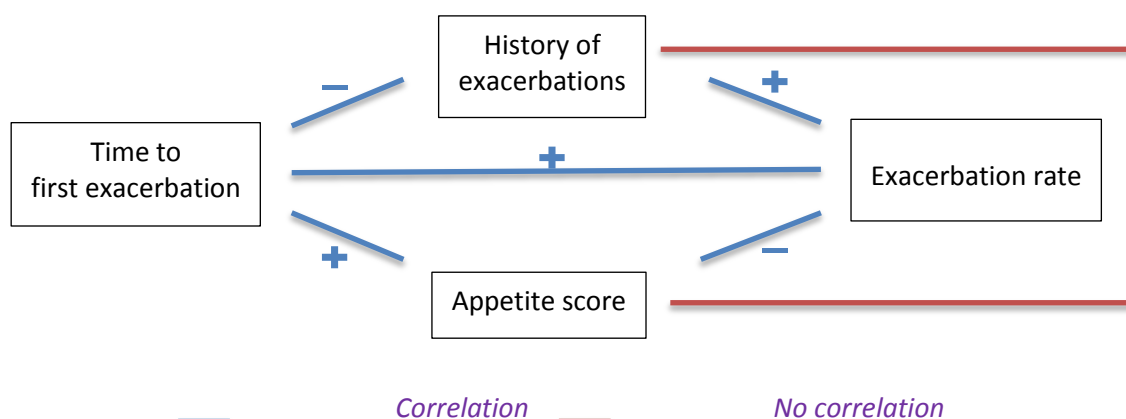 History of
exacerbations
−
+
Time to
first exacerbation
+
Exacerbation rate
+
−
Appetite score
Correlation
No correlation